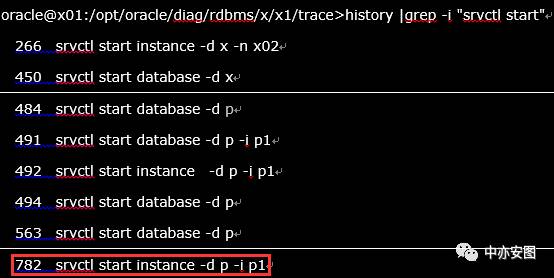 oracle@x01:/opt/oracle/diag/rdbms/x/x1/trace>history |grep -i "srvctl start"
266 srvctl start instance -d x -n x02
450 srvctl start database -d x
484 srvctl start database -d p
491 srvctl start database -d p -i p1
492 srvctl start instance -d p -i p1
494 srvctl start database -d p
563 srvctl start database -d p
782 srvctl start instance -d p -i p1
中亦安图